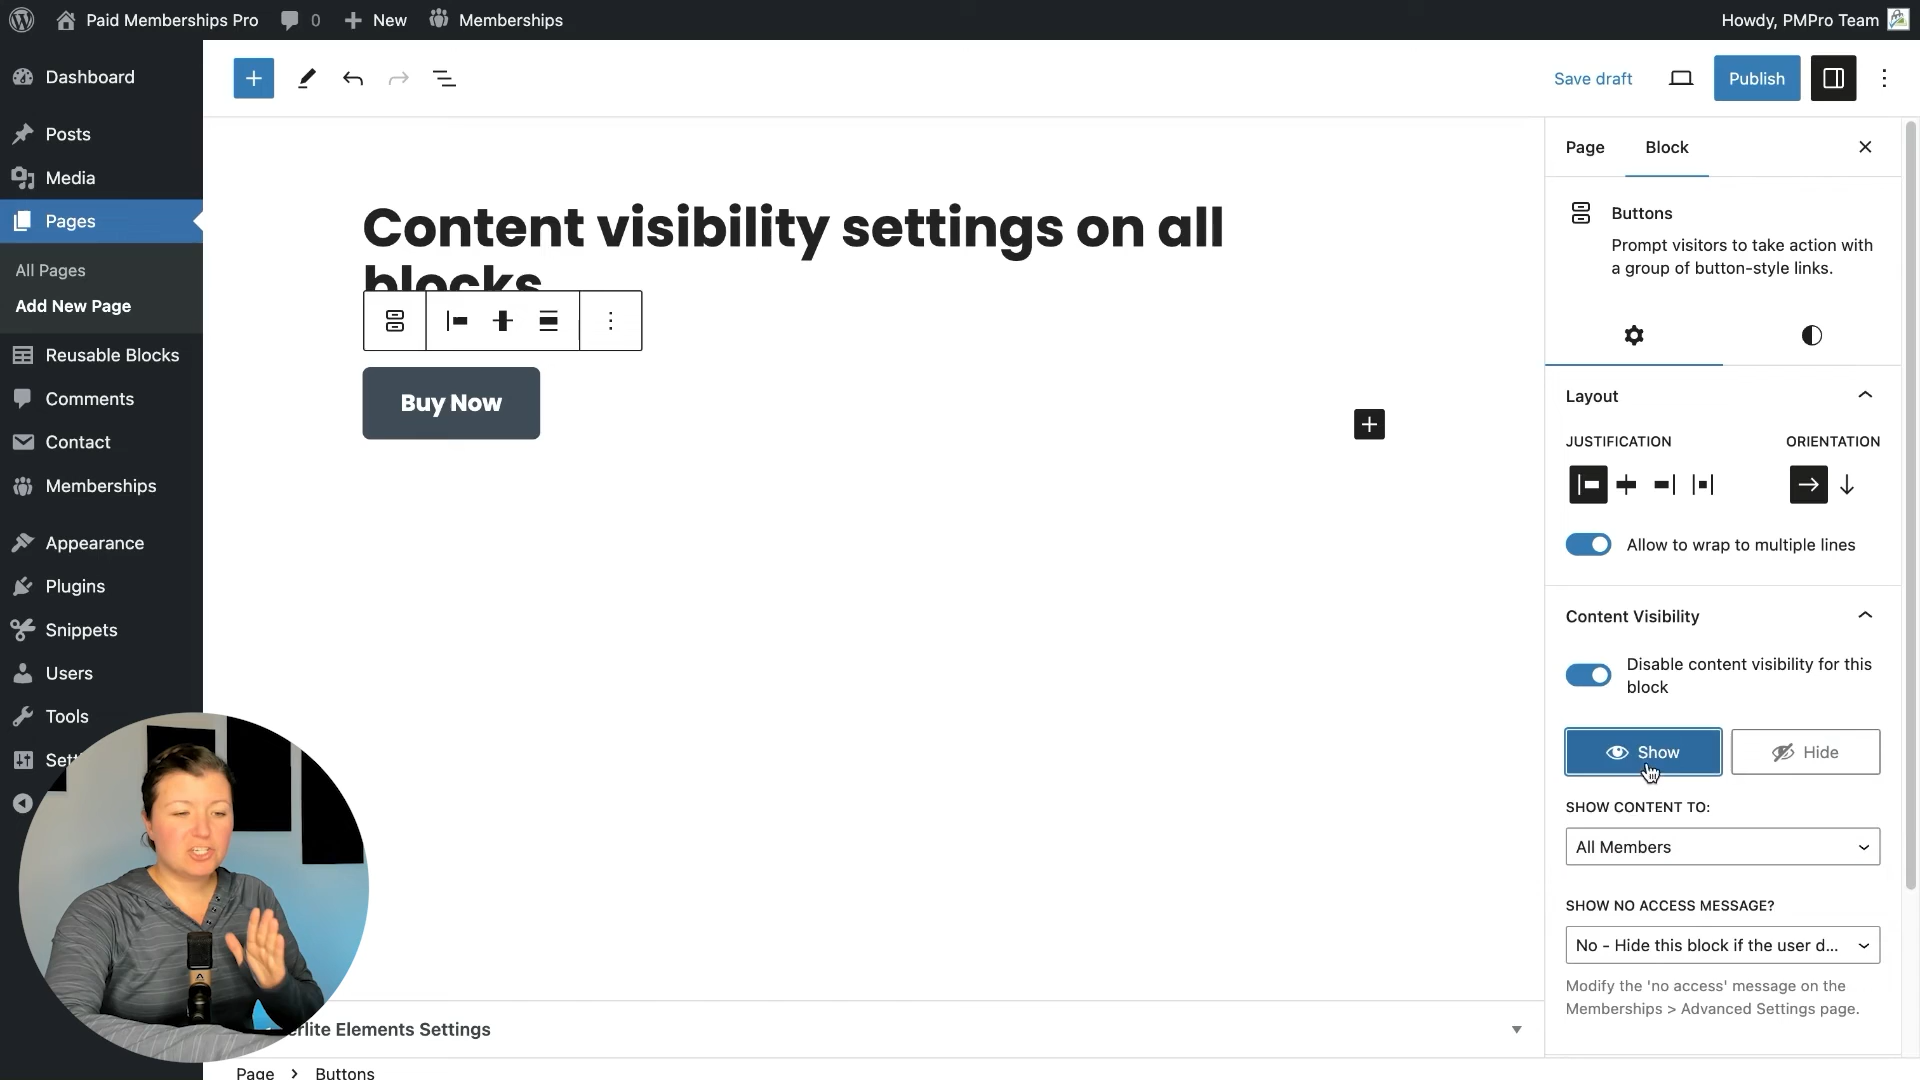 Paid Memberships Pro
0
New
Memberships
Howdy, PMPro Team
Dashboard
Posts
Media
Pages
All Pages
Add New Page
Reusable Blocks
Comments
Contact
Memberships
Appearance
Plugins
Snippets
Users
Tools
Save draft
Publish
Content visibility settings on all
blocks
Buy Now
Elements Settings
Page > Buttons
Page
Block
Buttons
Prompt visitors to take action with
a group of button-style links.
Layout
JUSTIFICATION
ORIENTATION
Allow to wrap to multiple lines
Content Visibility
Disable content visibility for this
block
Show
Hide
SHOW CONTENT TO:
All Members
SHOW NO ACCESS MESSAGE?
No - Hide this block if the user d...
Modify the 'no access' message on the
Memberships > Advanced Settings page.